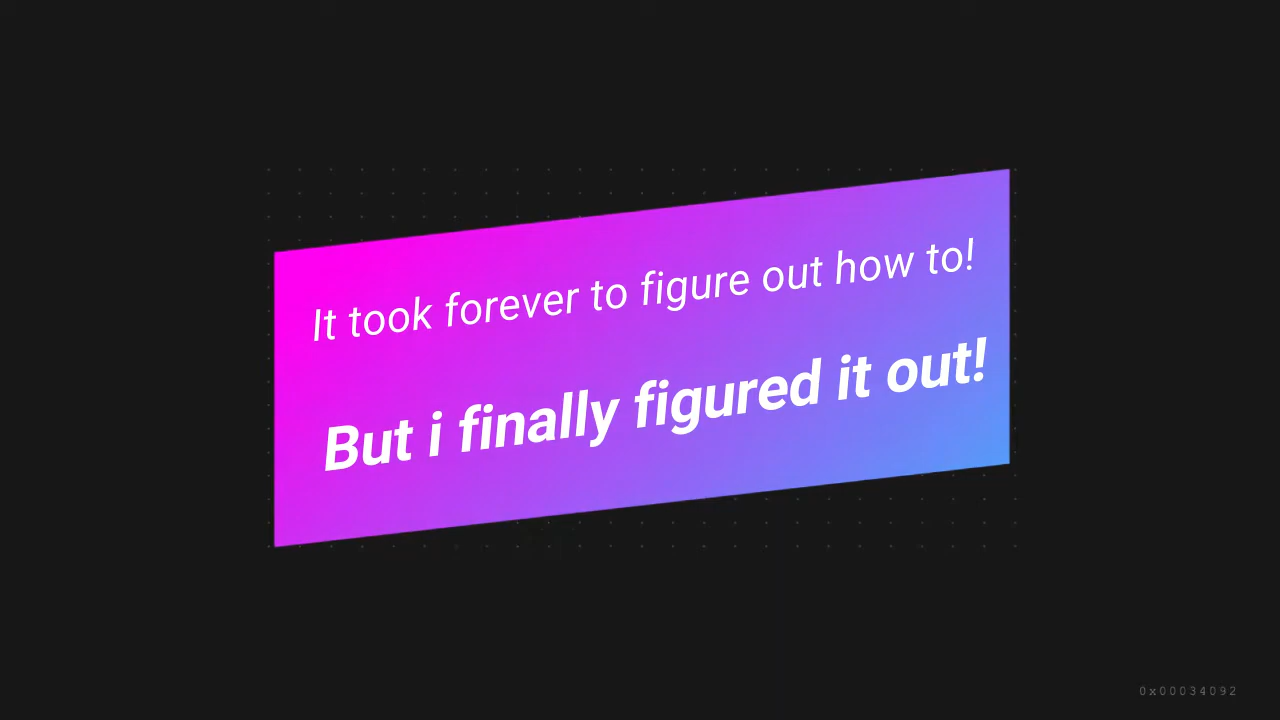 It took forever to figure out how to!
But i finally figured it out!
0x00034092